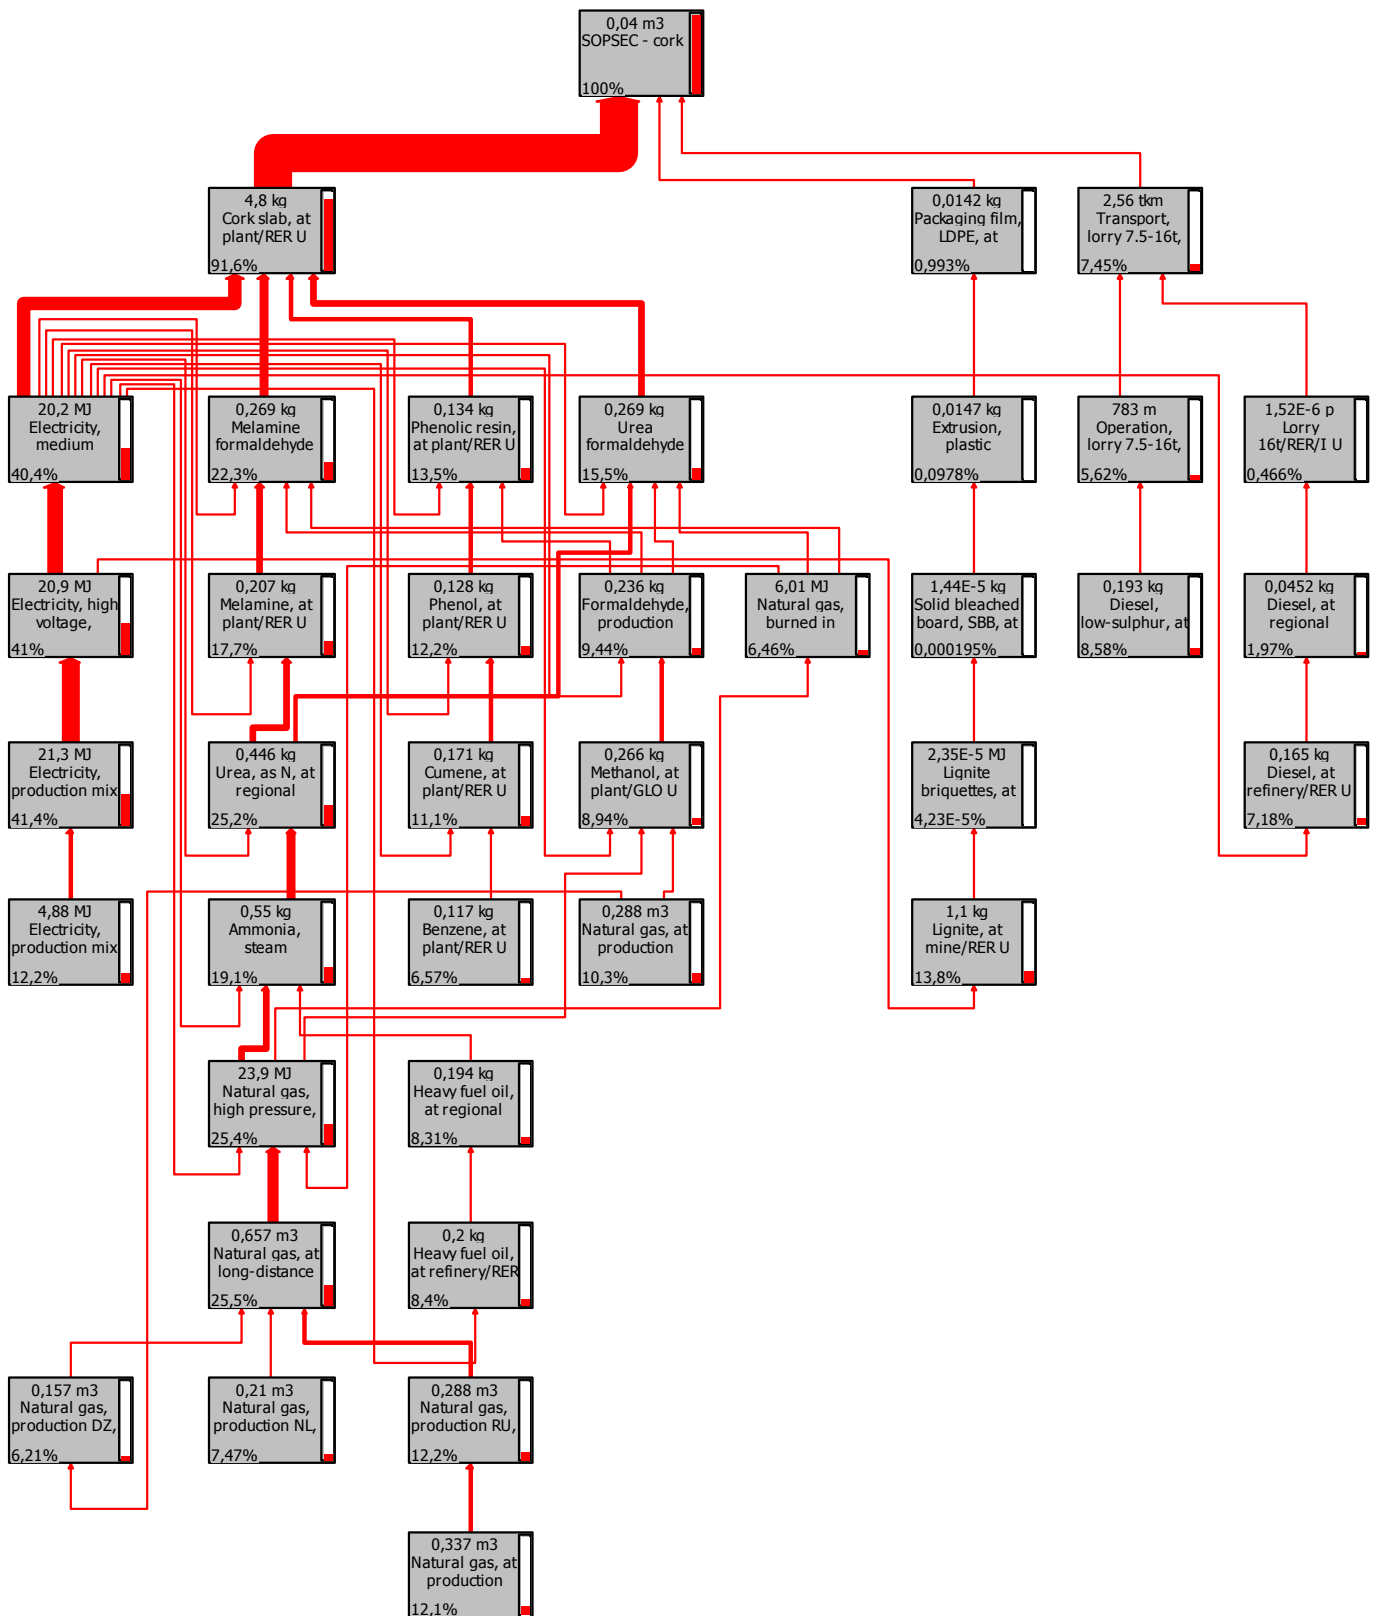 0,04 m3
SOPSEC - cork
100%
4,8 kg
Cork slab, at
plant/RER U
91,6%
0,0142 kg
Packaging film,
LDPE, at
0,993%
2,56 tkm
Transport,
lorry 7.5-16t,
7,45%
20,2 MJ
Electricity,
medium
40,4%
0,269 kg
Melamine
formaldehyde
22,3%
0,134 kg
Phenolic resin,
at plant/RER U
13,5%
0,269 kg
Urea
formaldehyde
15,5%
0,0147 kg
Extrusion,
plastic
0,0978%
783 m
Operation,
lorry 7.5-16t,
5,62%
1,52E-6 p
Lorry
16t/RER/I U
0,466%
20,9 MJ
Electricity, high
voltage,
41%
0,207 kg
Melamine, at
plant/RER U
17,7%
0,128 kg
Phenol, at
plant/RER U
12,2%
0,236 kg
Formaldehyde,
production
9,44%
6,01 MJ
Natural gas,
burned in
6,46%
1,44E-5 kg
Solid bleached
board, SBB, at
0,000195%
0,193 kg
Diesel,
low-sulphur, at
8,58%
0,0452 kg
Diesel, at
regional
1,97%
21,3 MJ
Electricity,
production mix
41,4%
0,446 kg
Urea, as N, at
regional
25,2%
0,171 kg
Cumene, at
plant/RER U
11,1%
0,266 kg
Methanol, at
plant/GLO U
8,94%
2,35E-5 MJ
Lignite
briquettes, at
4,23E-5%
0,165 kg
Diesel, at
refinery/RER U
7,18%
4,88 MJ
Electricity,
production mix
12,2%
0,55 kg
Ammonia,
steam
19,1%
0,117 kg
Benzene, at
plant/RER U
6,57%
0,288 m3
Natural gas, at
production
10,3%
1,1 kg
Lignite, at
mine/RER U
13,8%
23,9 MJ
Natural gas,
high pressure,
25,4%
0,194 kg
Heavy fuel oil,
at regional
8,31%
0,657 m3
Natural gas, at
long-distance
25,5%
0,2 kg
Heavy fuel oil,
at refinery/RER
8,4%
0,157 m3
Natural gas,
production DZ,
6,21%
0,21 m3
Natural gas,
production NL,
7,47%
0,288 m3
Natural gas,
production RU,
12,2%
0,337 m3
Natural gas, at
production
12,1%